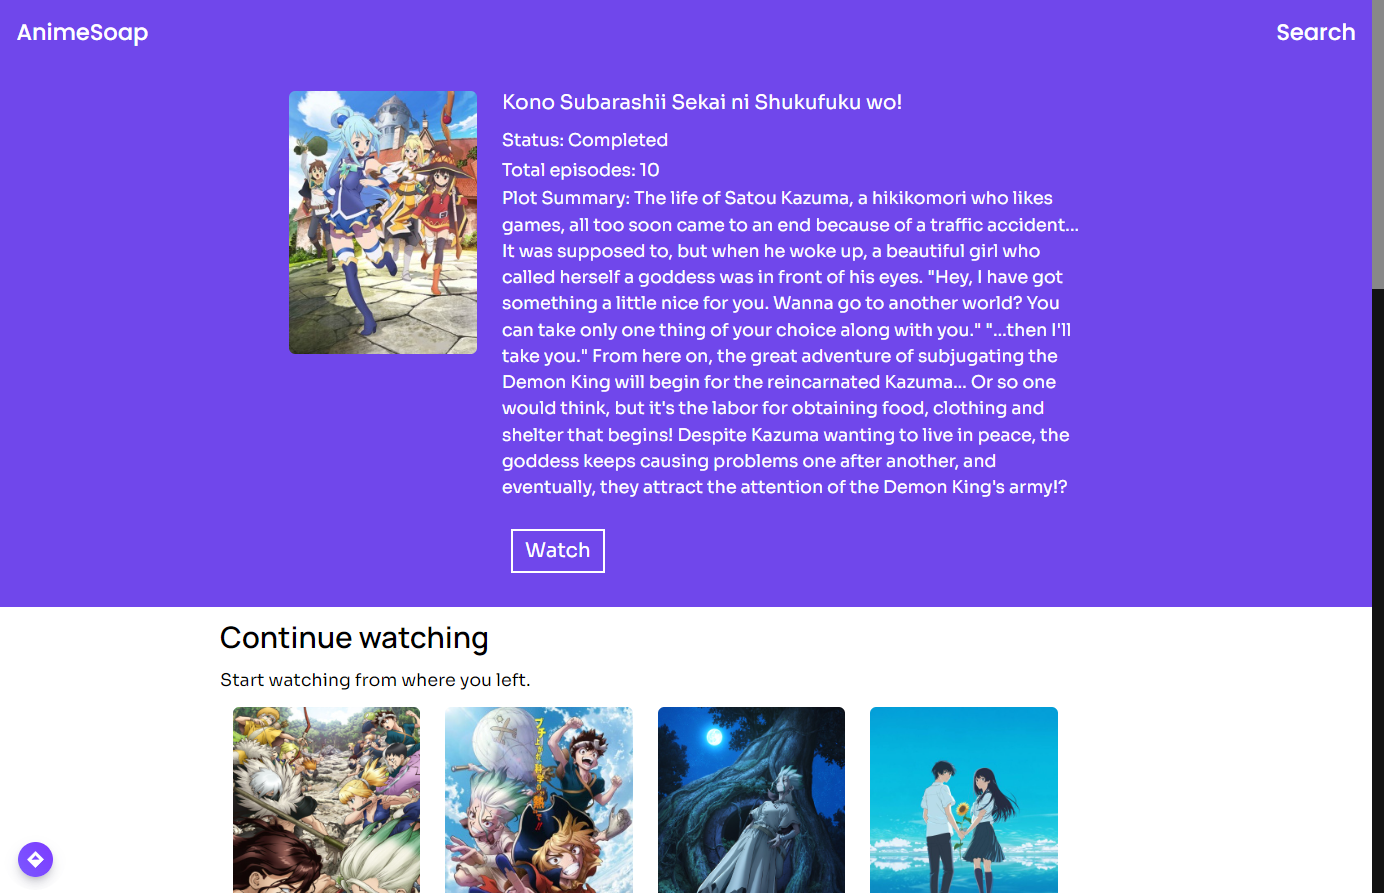 AnimeSoap
Search
Kono Subarashii Sekai ni Shukufuku wo!
Status: Completed
Total episodes: 10
Plot Summary: The life of Satou Kazuma, a hikikomori who likes
games, all too soon came to an end because of a traffic accident...
It was supposed to, but when he woke up, a beautiful girl who
called herself a goddess was in front of his eyes. "Hey, I have got
something a little nice for you. Wanna go to another world? You
can take only one thing of your choice along with you." "...then I'll
take you." From here on, the great adventure of subjugating the
Demon King will begin for the reincarnated Kazuma... Or so one
would think, but it's the labor for obtaining food, clothing and
shelter that begins! Despite Kazuma wanting to live in peace, the
goddess keeps causing problems one after another, and
eventually, they attract the attention of the Demon King's army!?
Watch
Continue watching
Start watching from where you left.